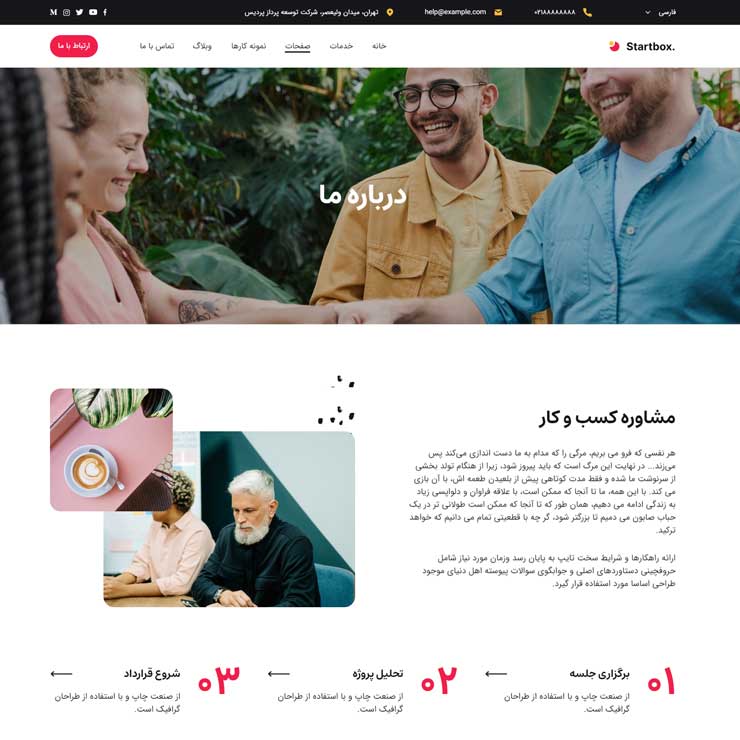 فارسی
۰۲۱۸۸۸۸۸۸۸
help@example.com
تهران، میدان ولیعصر، شرکت توسعه پرداز پردیس
Startbox.
خانه
خدمات
صفحات
نمونه کارها
وبلاگ
تماس با ما
ارتباط با ما
درباره ما
مشاوره کسب و کار
هر نفسی که فرو می بریم، مرگی را که مدام به ما دست اندازی می‌کند پس
می‌زند... در نهایت این مرگ است که باید پیروز شود، زیرا از هنگام تولد بخشی
از سرنوشت ما شده و فقط مدت کوتاهی پیش از بلعیدن طعمه اش، با آن بازی
می کند. با این همه، ما تا آنجا که ممکن است، با علاقه فراوان و دلواپسی زیاد
به زندگی ادامه می دهیم، همان طور که تا آنجا که ممکن است طولانی تر در یک
حباب صابون می دمیم تا بزرگتر شود، گر چه با قطعیتی تمام می دانیم که خواهد
ترکید.
ارائه راهکارها و شرایط سخت تایپ به پایان رسد وزمان مورد نیاز شامل
حروفچینی دستاوردهای اصلی و جوابگوی سوالات پیوسته اهل دنیای موجود
طراحی اساسا مورد استفاده قرار گیرد.
۰۱
برگزاری جلسه
از صنعت چاپ و با استفاده از طراحان
گرافیک است.
۰۲
تحلیل پروژه
از صنعت چاپ و با استفاده از طراحان
گرافیک است.
۰۳
شروع قرارداد
از صنعت چاپ و با استفاده از طراحان
گرافیک است.